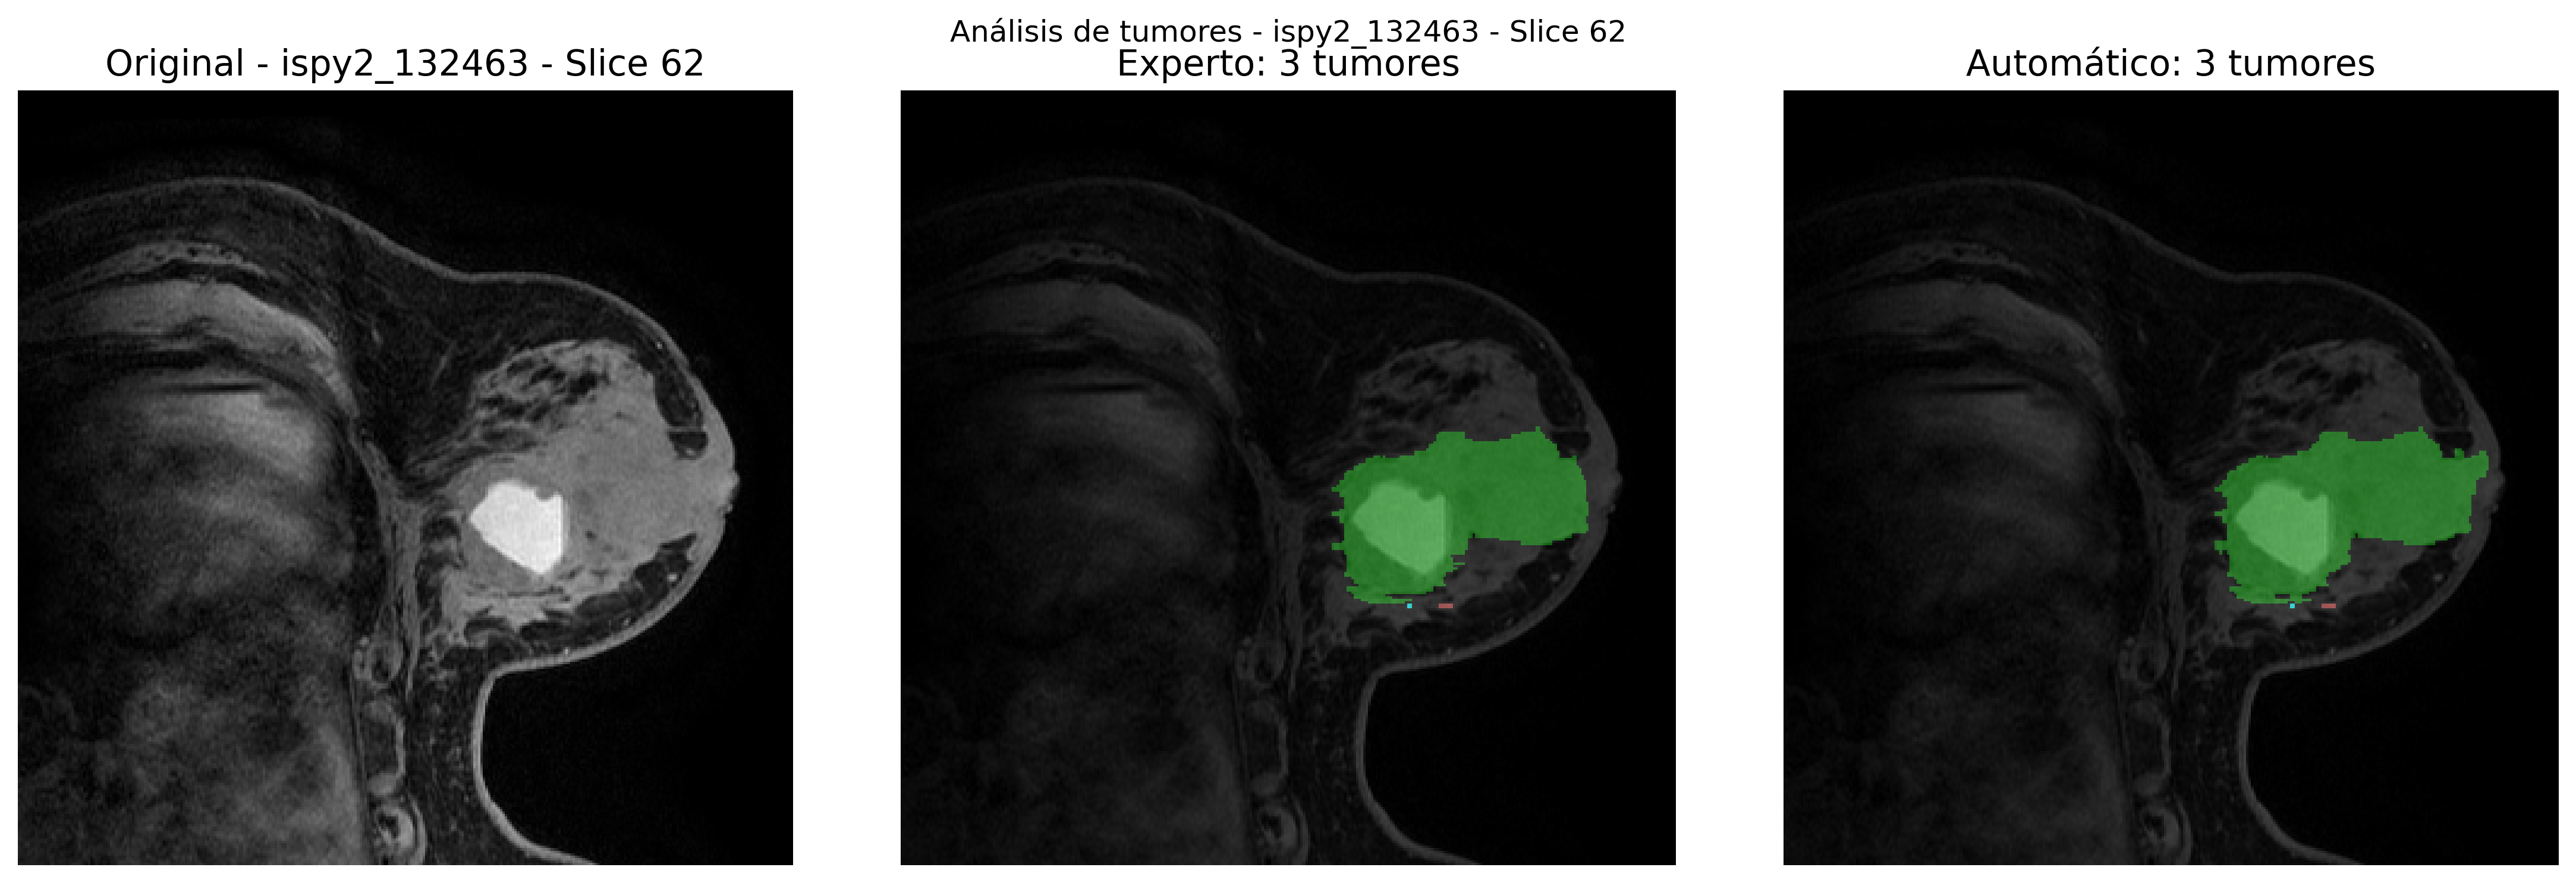 Análisis de tumores - ispy2_132463 - Slice 62
Original - ispy2_132463 - Slice 62
Experto: 3 tumores
Automático: 3 tumores